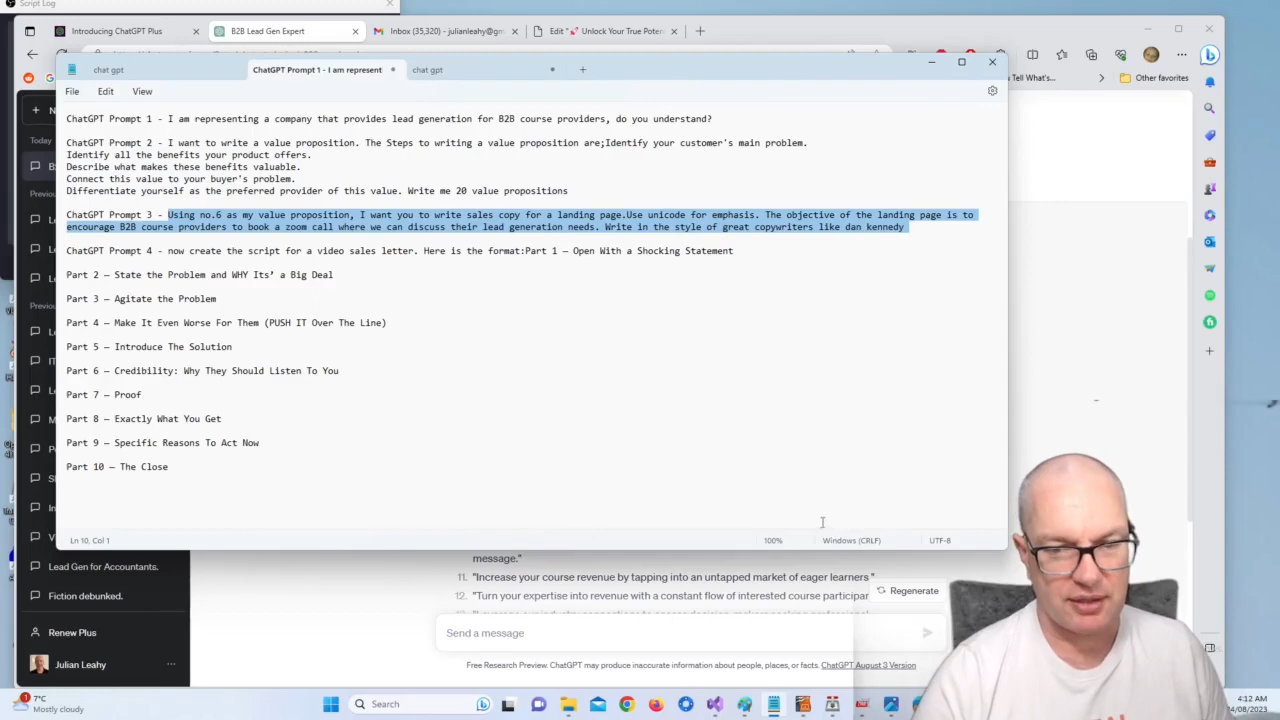 Script Log
Introducing ChatGPT Plus
B2B Lead Gen Expert
Inbox (35,320) - julianleahy@gm
Edit "🚀 Unlock Your True Poten
chat gpt
ChatGPT Prompt 1 - I am represent
chat gpt
Tell What's...
Other favorites
File
Edit
View
ChatGPT Prompt 1 - I am representing a company that provides lead generation for B2B course providers, do you understand?
ChatGPT Prompt 2 - I want to write a value proposition. The Steps to writing a value proposition are;Identify your customer's main problem.
Identify all the benefits your product offers.
Describe what makes these benefits valuable.
Connect this value to your buyer's problem.
Differentiate yourself as the preferred provider of this value. Write me 20 value propositions
ChatGPT Prompt 3 - Using no.6 as my value proposition, I want you to write sales copy for a landing page.Use unicode for emphasis. The objective of the landing page is to
encourage B2B course providers to book a zoom call where we can discuss their lead generation needs. Write in the style of great copywriters like dan kennedy
ChatGPT Prompt 4 - now create the script for a video sales letter. Here is the format:Part 1 – Open With a Shocking Statement
Part 2 – State the Problem and WHY Its’ a Big Deal
Part 3 – Agitate the Problem
Part 4 – Make It Even Worse For Them (PUSH IT Over The Line)
Part 5 – Introduce The Solution
Part 6 – Credibility: Why They Should Listen To You
Part 7 – Proof
Part 8 – Exactly What You Get
Part 9 – Specific Reasons To Act Now
Part 10 – The Close
Ln 10, Col 1
100%
Windows (CRLF)
UTF-8
Today
Previou
Previou
Lead Gen for Accountants.
Fiction debunked.
Renew Plus
Julian Leahy
message."
11. "Increase your course revenue by tapping into an untapped market of eager learners "
12. "Turn your expertise into revenue with a constant flow of interested course participan
Regenerate
Send a message
Free Research Preview. ChatGPT may produce inaccurate information about people, places, or facts. ChatGPT August 3 Version
1
7°C
Mostly cloudy
Search
4:12 AM
24/08/2023